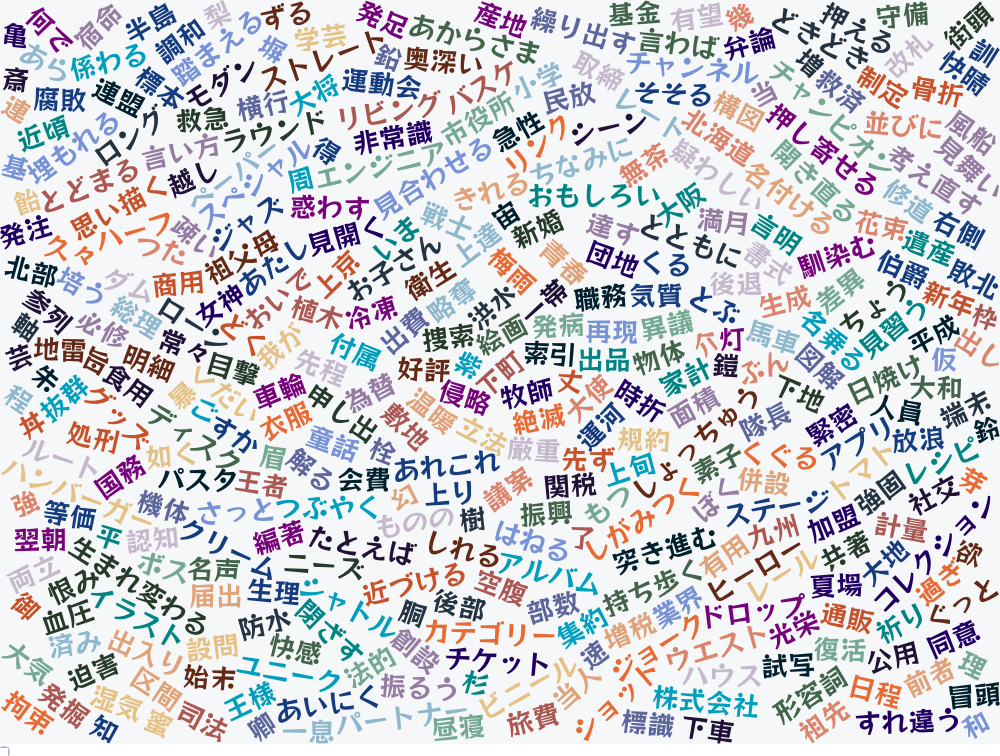 何で
宿命
半島
梨
ずる
発足
あからさま
産地
繰り出す
基金
有望
機
どきどき
押える
守備
街頭
亀
あら
係わる
調和
踏まえる
堀
学芸
ストレート
鉛
奥深い
取締
言わば
チャンネル
弁論
増
救済
改札
訓
快晴
斎
腐敗
連盟
標本
モダン
横行
大将
運動会
リビング
バスケ
小学
民放
そそる
構図
当
チャンピオン
制定
骨折
達
近頃
埋もれる
ロング
救急
ラウンド
非常識
市役所
急性
リンク
シーン
北海道
押し寄せる
並びに
風船
見舞い
基
飴
とどまる
言い方
越し
ペーパー
スペシャル
得
周
エンジニア
見合わせる
きれる
ちなみに
無茶
疑わしい
名付ける
開き直る
考え直す
修道
右側
発注
久々
思い描く
ハーフ
つた
疎い
ジャズ
惑わす
いま
戦士
上達
宙
新婚
おもしろい
大阪
達す
とともに
満月
言明
書式
馴染む
花束
遺産
敗北
北部
培う
ダム
商用
祖父母
あたし
見開く
お子さん
衛生
梅雨
青春
団地
くる
後退
伯爵
新年
枠
参列
必修
総理
ローン
女神
どく
おいで
上京
植木
冷凍
出費
略奪
洪水
一帯
職務
気質
とぶ
生成
差異
ちょう
見習う
平成
出し
軸
芸
地雷
旨
明細
常々
目撃
我が
先程
付属
捜索
絵画
発病
再現
異議
介
灯
馬車
名乗る
図解
仮
程
朱
抜群
食用
くだい
車輪
申し出
為替
好評
紫
下町
索引
出品
物体
家計
鎧
ぶん
下地
日焼け
大和
丼
グッズ
ディスク
ごすか
衣服
童話
敷地
温暖
侵略
牧師
丈
大使
絶滅
運河
時折
面積
隊長
緊密
イ員
端末
鈴
ルート
処刑
国務
如く
眉
解る
栓
立法
厳重
先ず
上旬
規約
しょっちゅう
素子
くぐる
併設
アプリ
放浪
レシピ
ハンバーガー
パスタ
王者
会費
あれこれ
幻
上り
議案
関税
もつ
ぼく
ステージ
トマト
強固
社交
芽
強
等価
機体
さっと
つぶやく
ものの
樹
振興
しがみつく
九州
加盟
計量
コレクション
翌朝
平
認知
クリーム
編著
たとえば
しれる
はねる
了
突き進む
有用
ヒーロー
共著
大地
欲
両立
恨み
生まれ変わる
ボス
名声
ニーズ
近づける
空腹
アルバム
持ち歩く
レール
夏場
過ぎ
ぐっと
血圧
イラスト
届出
生理
シャトル
胴
後部
部数
集約
業界
ドロップ
通販
祈り
済み
出入り
設問
防水
閉ざす
創設
カテゴリー
増税
ジョーク
ウエスト
光栄
復活
同意
大気
迫害
区間
始末
快感
ユニーク
法的
チケット
速
ハウス
試写
公用
前者
理
拘束
発掘
湿気
蜜
司法
王様
あいにく
振るう
杉
ビニール
当人
ショット
株式会社
形容詞
日程
冒頭
知
卿
一息
パートナー
昼寝
旅費
標識
下車
祖先
すれ違う
和